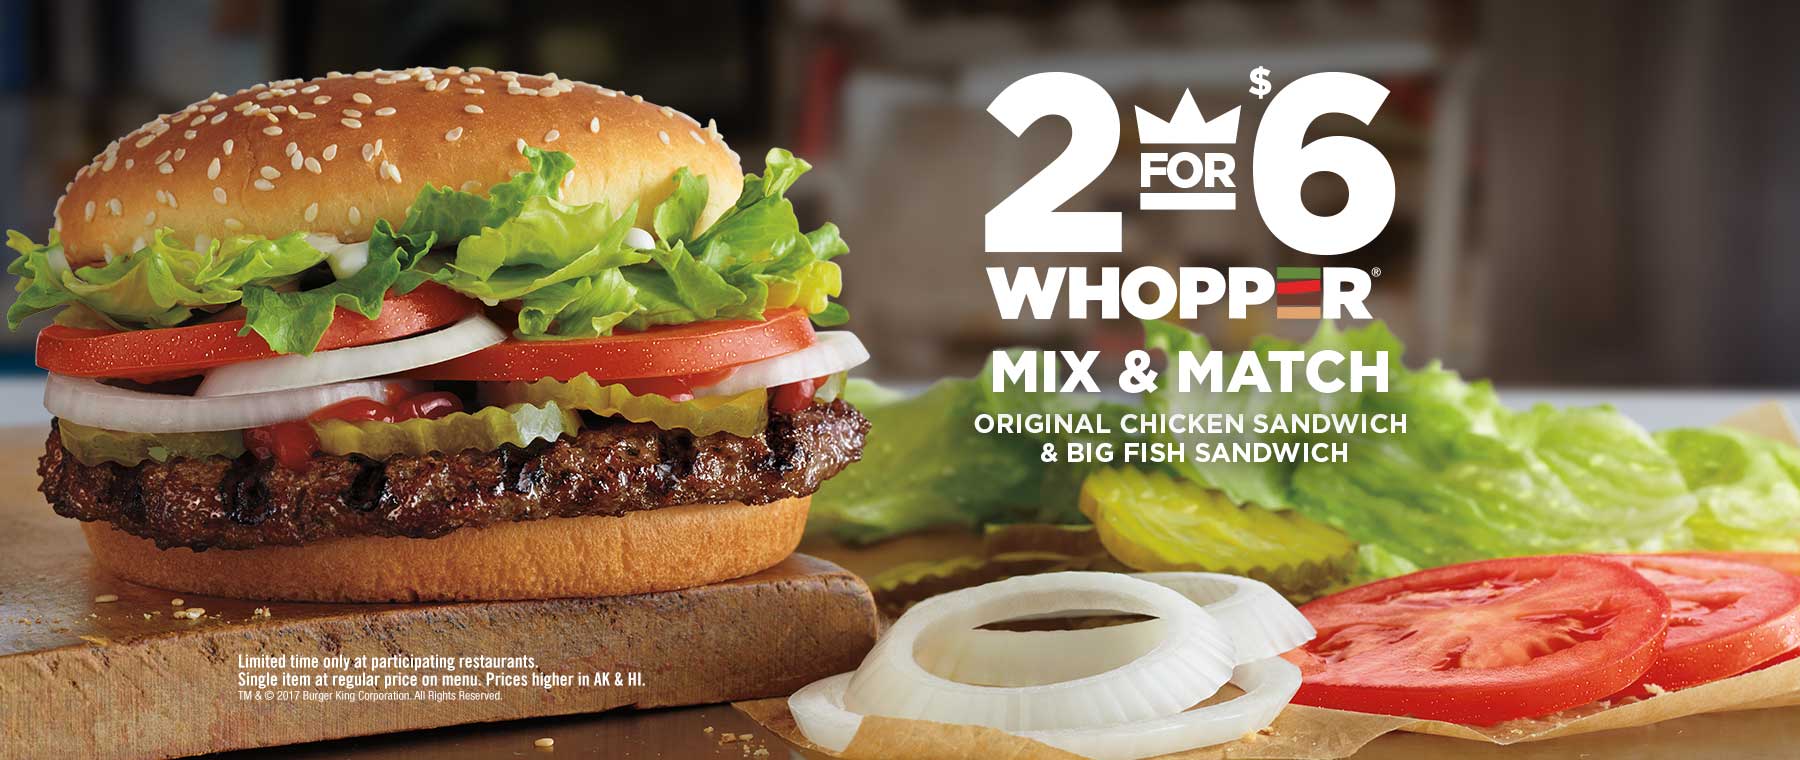 2 FOR $6
WHOPPER®
MIX & MATCH
ORIGINAL CHICKEN SANDWICH
& BIG FISH SANDWICH
Limited time only at participating restaurants.
Single item at regular price on menu. Prices higher in AK & HI.
TM & © 2017 Burger King Corporation. All Rights Reserved.